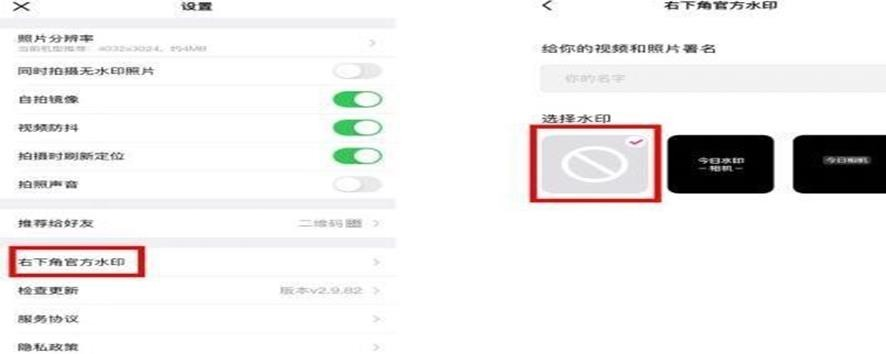 设置
照片分辨率
当前机型推荐：4032x3024，约4MB
同时拍摄无水印照片
自拍镜像
视频防抖
拍摄时刷新定位
拍照声音
推荐给好友
二维码
右下角官方水印
检查更新
版本v2.9.82
服务协议
隐私政策
右下角官方水印
给你的视频和照片署名
你的名字
选择水印
今日水印
-相机-
今日相机